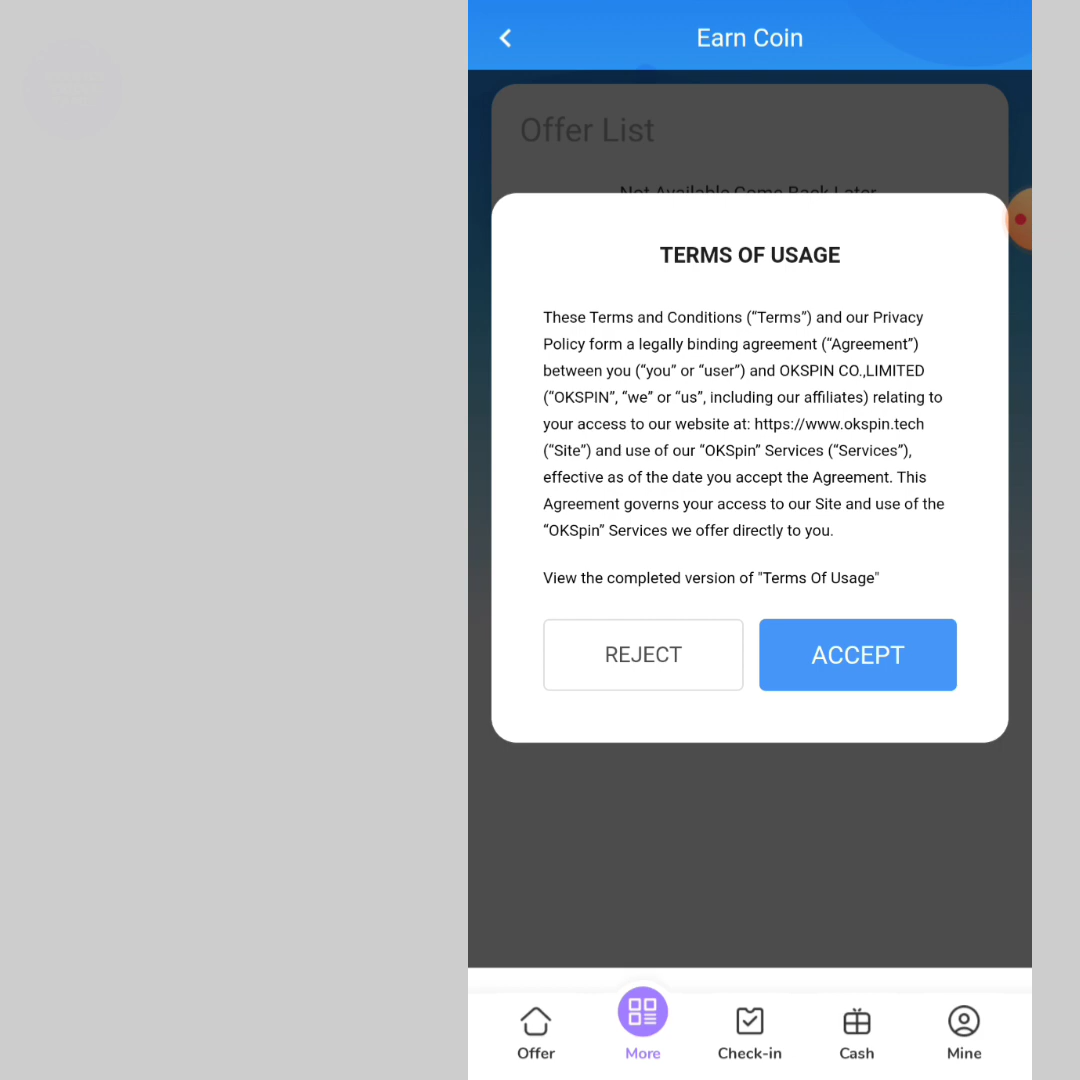 Earn Coin
Offer List
Not Available Come Back Later
TERMS OF USAGE
These Terms and Conditions (“Terms”) and our Privacy
Policy form a legally binding agreement (“Agreement”)
between you (“you” or “user”) and OKSPIN CO.,LIMITED
(“OKSPIN”, “we” or “us”, including our affiliates) relating to
your access to our website at: https://www.okspin.tech
(“Site”) and use of our “OKSpin” Services (“Services”),
effective as of the date you accept the Agreement. This
Agreement governs your access to our Site and use of the
“OKSpin” Services we offer directly to you.
View the completed version of "Terms Of Usage"
REJECT ACCEPT
Offer More Check-in Cash Mine